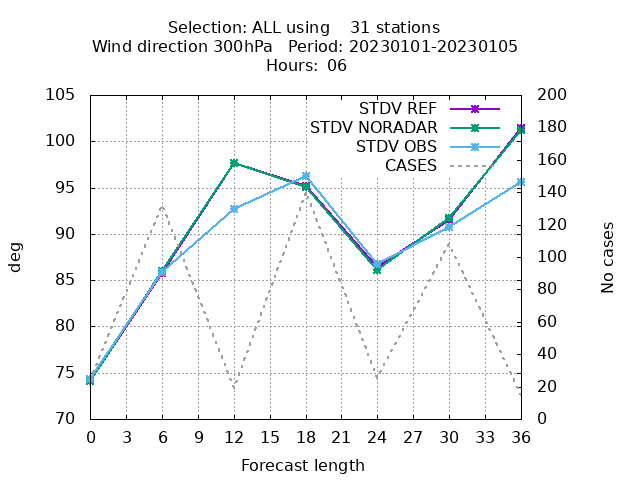 Selection: ALL using    31 stations
Wind direction 300hPa   Period: 20230101-20230105
Hours:  06
105
100
95
90
85
80
75
70
200
180
160
140
120
100
80
60
40
20
0
STDV REF
STDV NORADAR
STDV OBS
CASES
deg
No cases
0 3 6 9 12 15 18 21 24 27 30 33 36
Forecast length